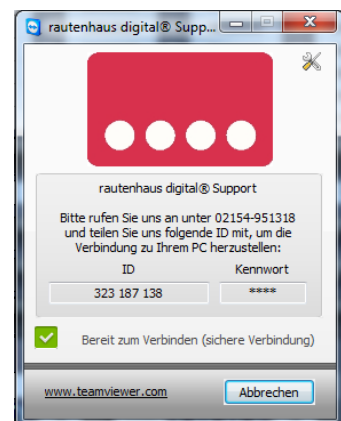 rautenhaus digital® Supp...
rautenhaus digital® Support
Bitte rufen Sie uns an unter 02154-951318
und teilen Sie uns folgende ID mit, um die
Verbindung zu Ihrem PC herzustellen:
ID Kennwort
323 187 138 ****
Bereit zum Verbinden (sichere Verbindung)
www.teamviewer.com Abbrechen